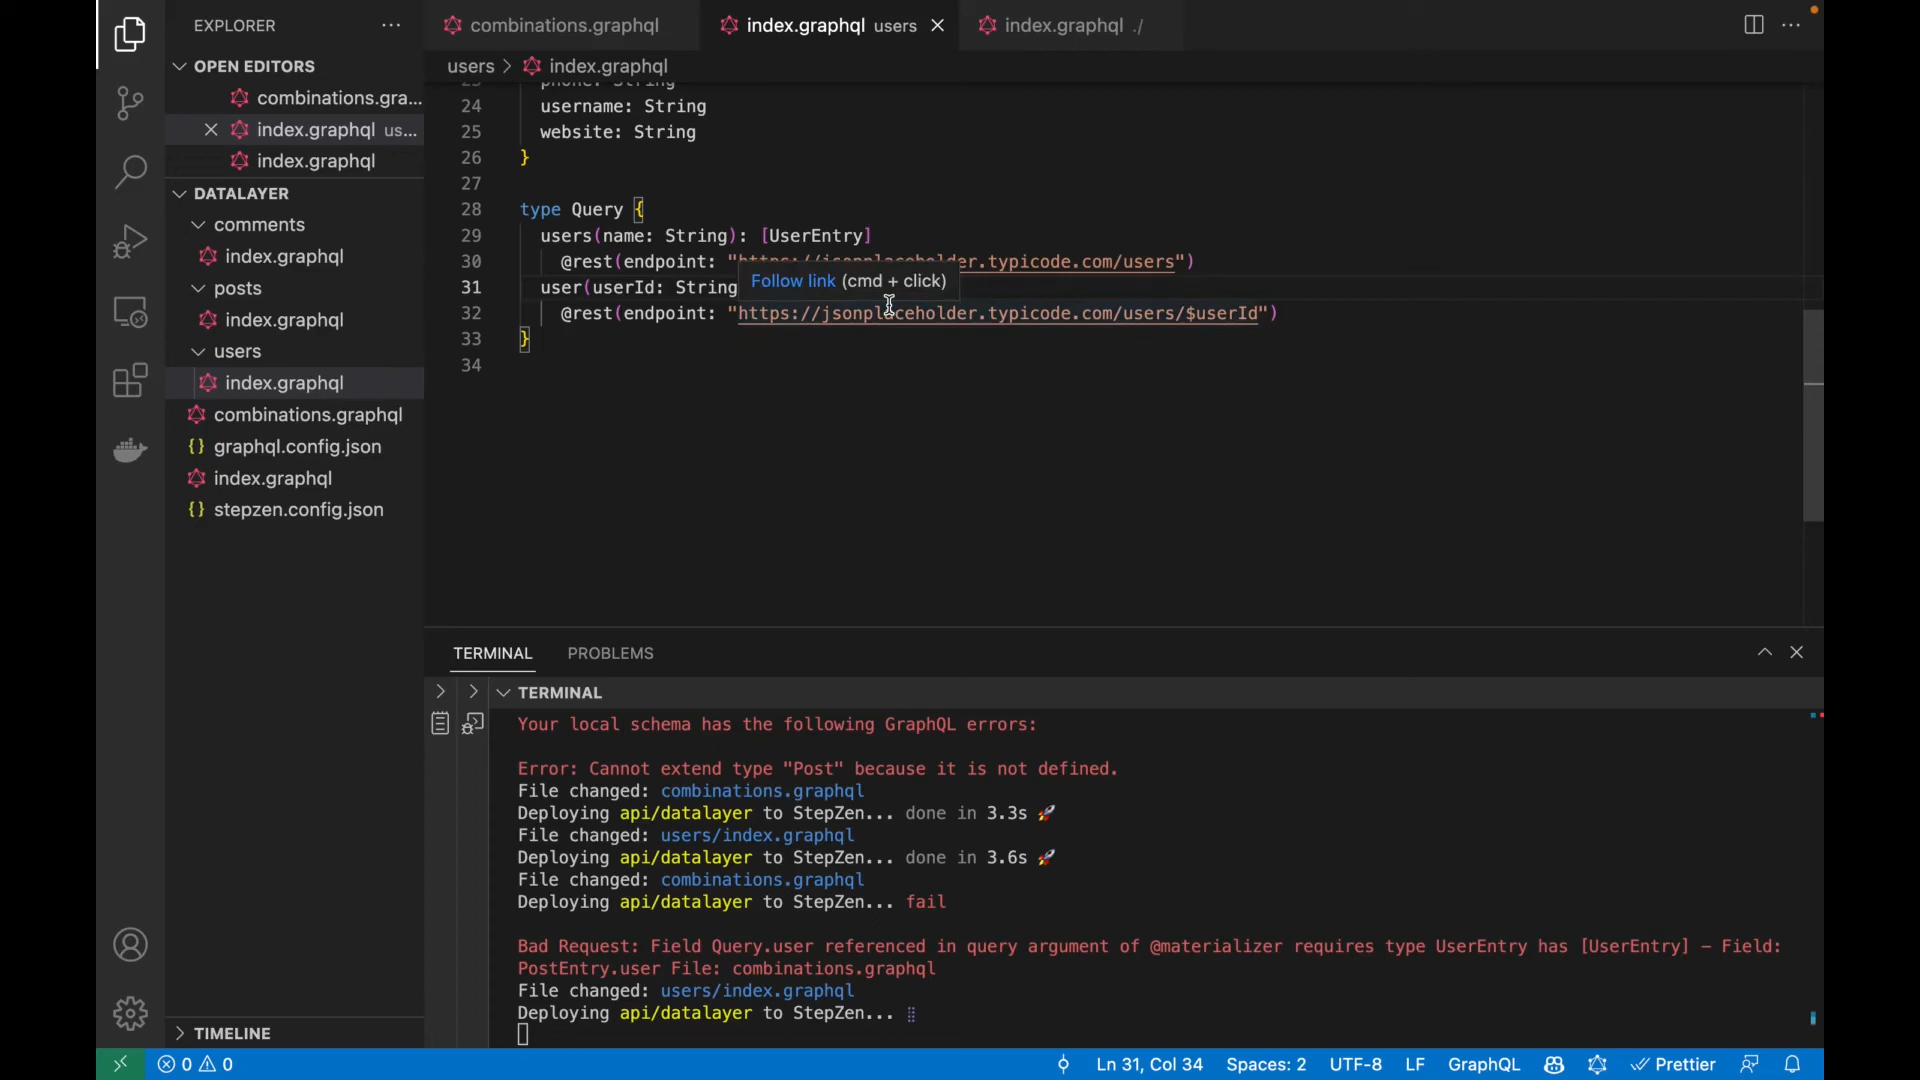 EXPLORER
OPEN EDITORS
combinations.gra...
index.graphql us...
index.graphql
DATALAYER
comments
index.graphql
posts
index.graphql
users
index.graphql
combinations.graphql
graphql.config.json
index.graphql
stepzen.config.json
TIMELINE
combinations.graphql
index.graphql users
index.graphql ./
users > index.graphql
24 username: String
25 website: String
26 }
27
28 type Query {
29 users(name: String): [UserEntry]
30 @rest(endpoint: "https://jsonplaceholder.typicode.com/users")
Follow link (cmd + click)
31 user(userId: String
32 @rest(endpoint: "https://jsonplaceholder.typicode.com/users/$userId")
33 }
34
TERMINAL PROBLEMS
TERMINAL
Your local schema has the following GraphQL errors:
Error: Cannot extend type "Post" because it is not defined.
File changed: combinations.graphql
Deploying api/datalayer to StepZen... done in 3.3s 🚀
File changed: users/index.graphql
Deploying api/datalayer to StepZen... done in 3.6s 🚀
File changed: combinations.graphql
Deploying api/datalayer to StepZen... fail
Bad Request: Field Query.user referenced in query argument of @materializer requires type UserEntry has [UserEntry] – Field:
PostEntry.user File: combinations.graphql
File changed: users/index.graphql
Deploying api/datalayer to StepZen...
0 0
Ln 31, Col 34 Spaces: 2 UTF-8 LF GraphQL Prettier